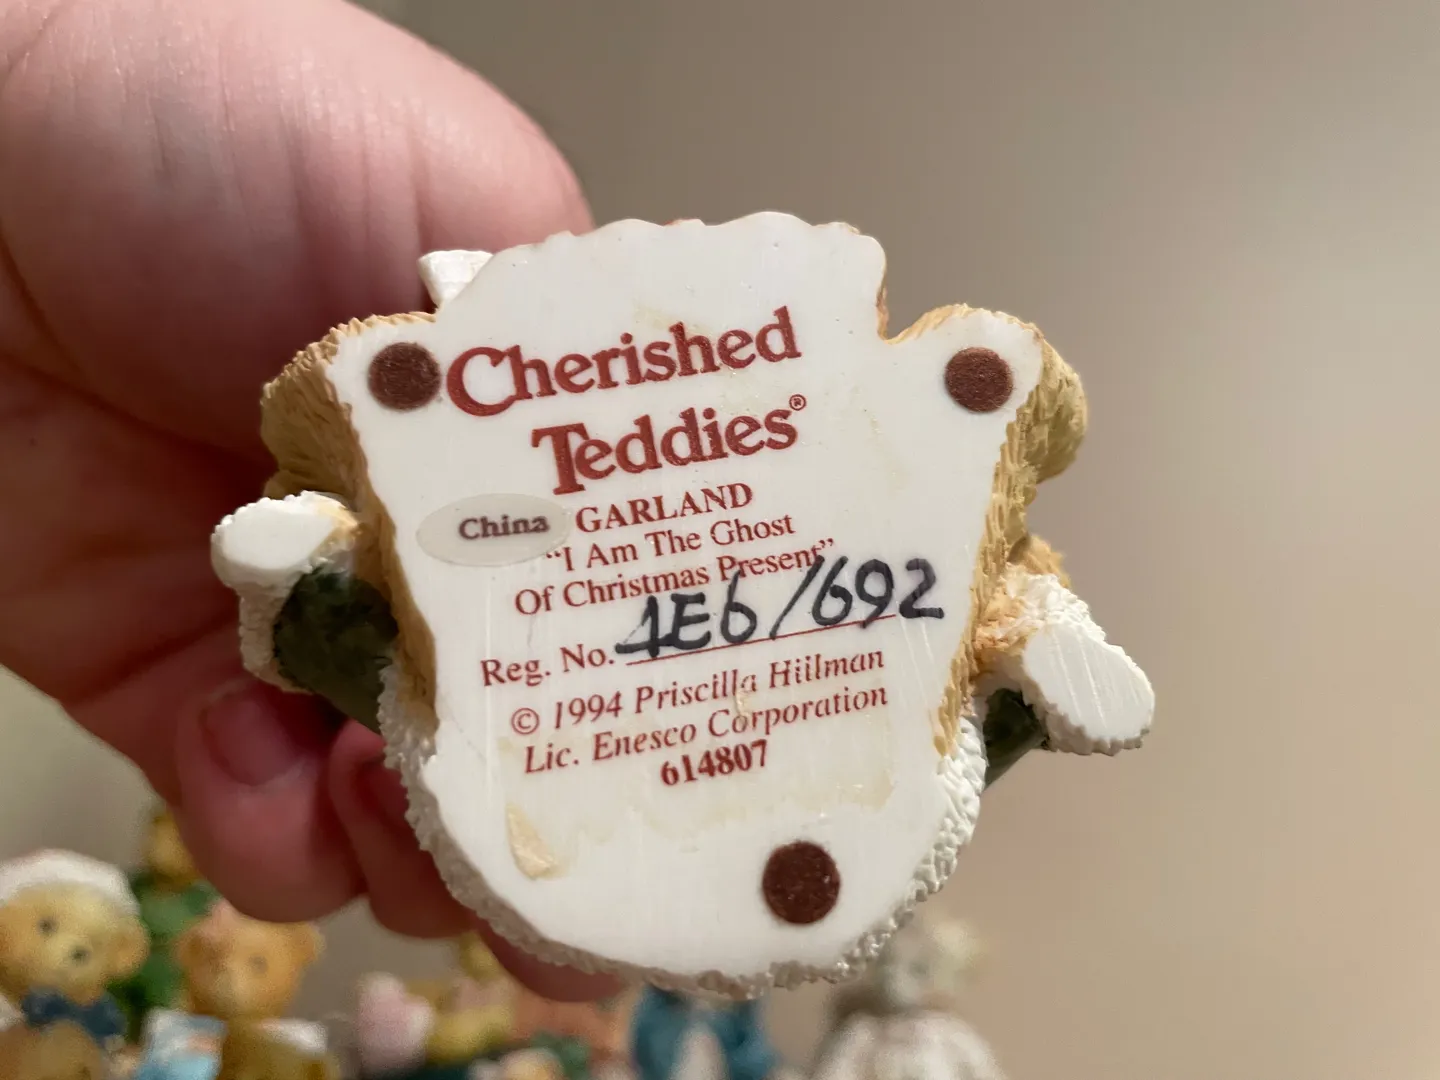 Cherished
Teddies®
China
GARLAND
“I Am The Ghost
Of Christmas Present”
Reg. No. 4E6/692
© 1994 Priscilla Hillman
Lic. Enesco Corporation
614807